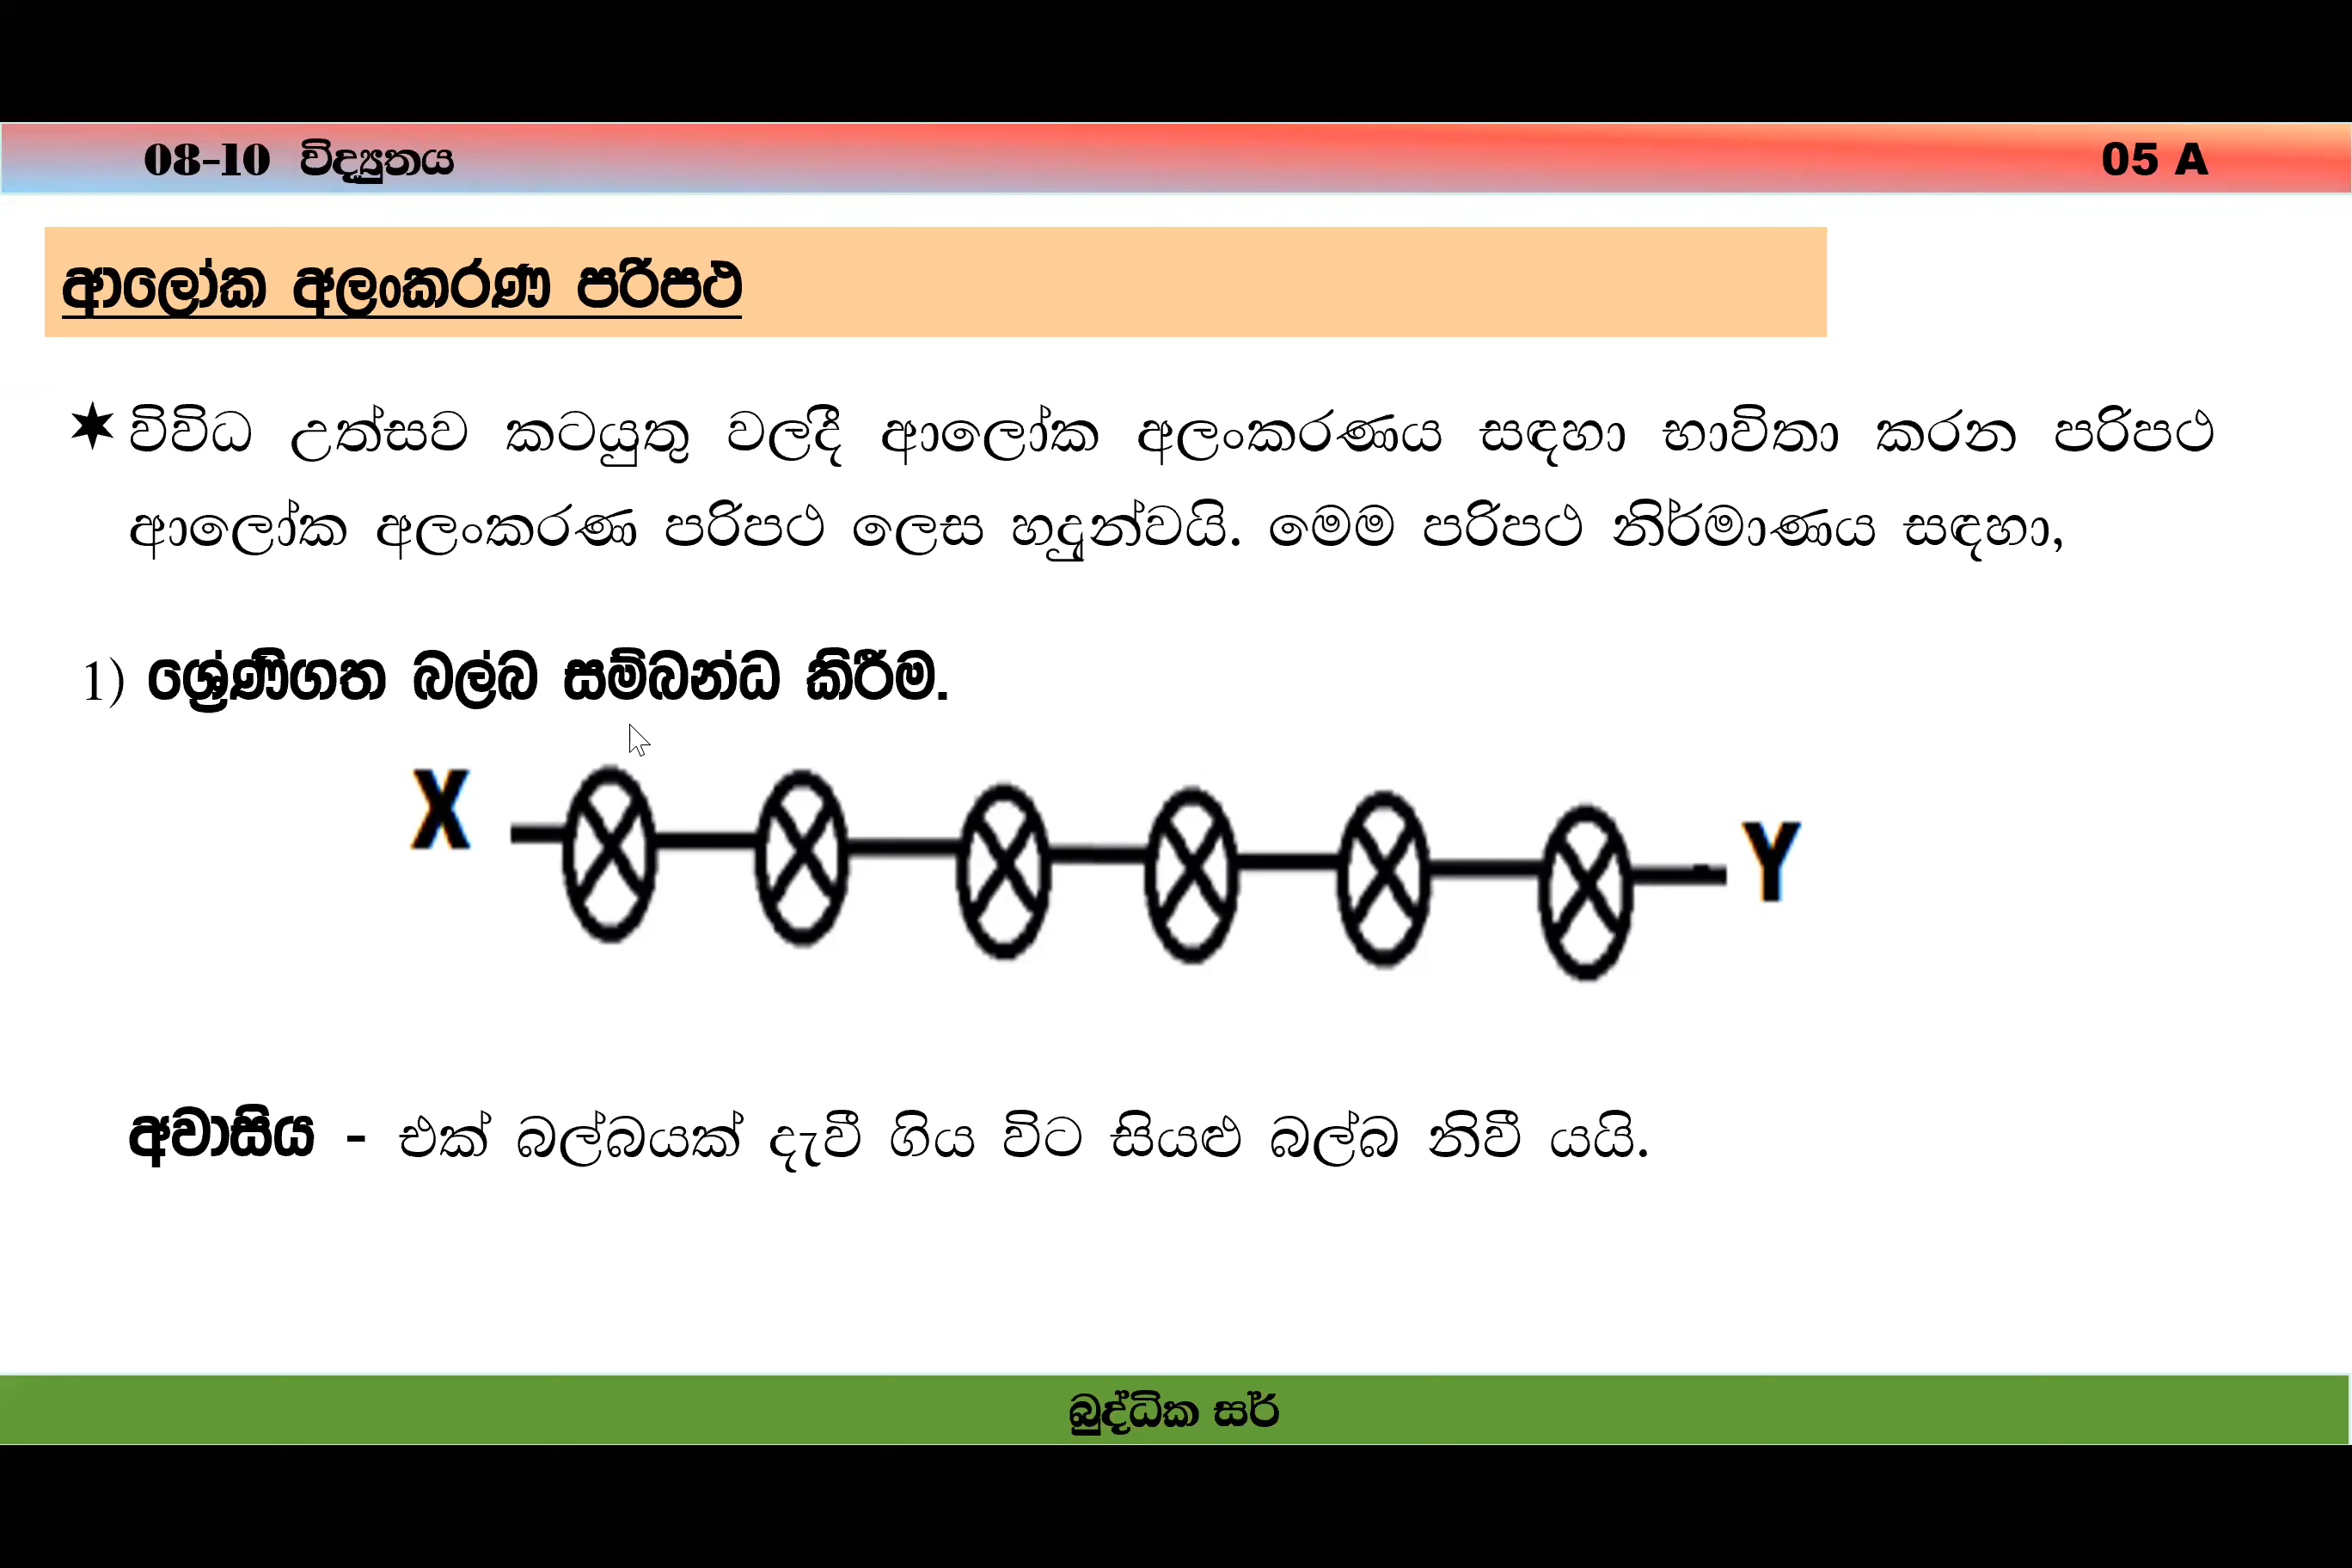 08-10 විද්‍යුතය
05 A
ආලෝක අලංකරණ පරිපථ
✶ විවිධ උත්සව කටයුතු වලදී ආලෝක අලංකරණය සඳහා භාවිතා කරන පරිපථ
ආලෝක අලංකරණ පරිපථ ලෙස හඳුන්වයි. මෙම පරිපථ නිර්මාණය සඳහා,
1) ශ්‍රේණිගත බල්බ සම්බන්ධ කිරීම.
X Y
අවාසිය - එක් බල්බයක් දැවී ගිය විට සියළු බල්බ නිවී යයි.
බුද්ධික සර්